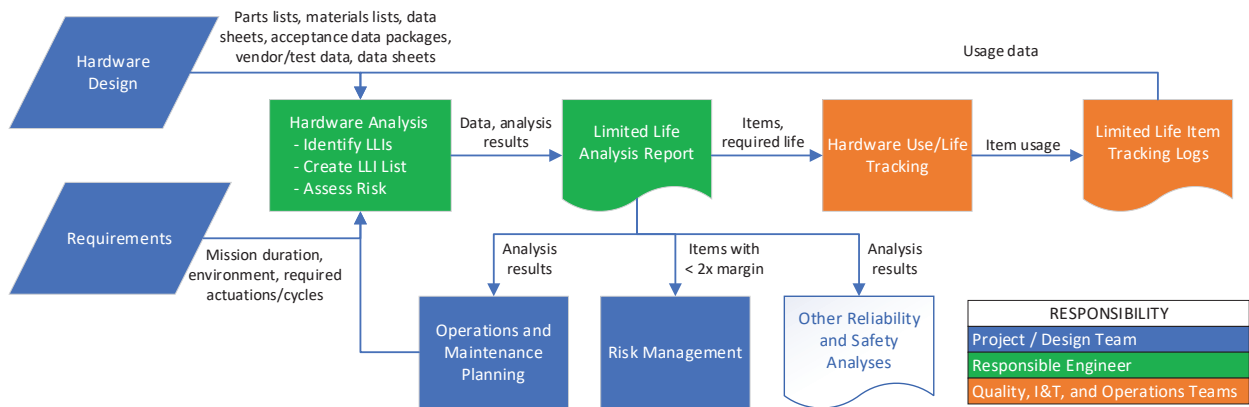 Parts lists, materials lists, data
sheets, acceptance data packages,
vendor/test data, data sheets
Usage data
Hardware
Design
Hardware Analysis
- Identify LLIs
- Create LLI List
- Assess Risk
Data, analysis
results
Limited Life
Analysis Report
Items,
required life
Hardware Use/Life
Tracking
Item usage
Limited Life Item
Tracking Logs
Requirements
Mission duration,
environment, required
actuations/cycles
Analysis
results
Items with
< 2x margin
Analysis
results
Operations and
Maintenance
Planning
Risk Management
Other Reliability
and Safety
Analyses
RESPONSIBILITY
Project / Design Team
Responsible Engineer
Quality, I&T, and Operations Teams